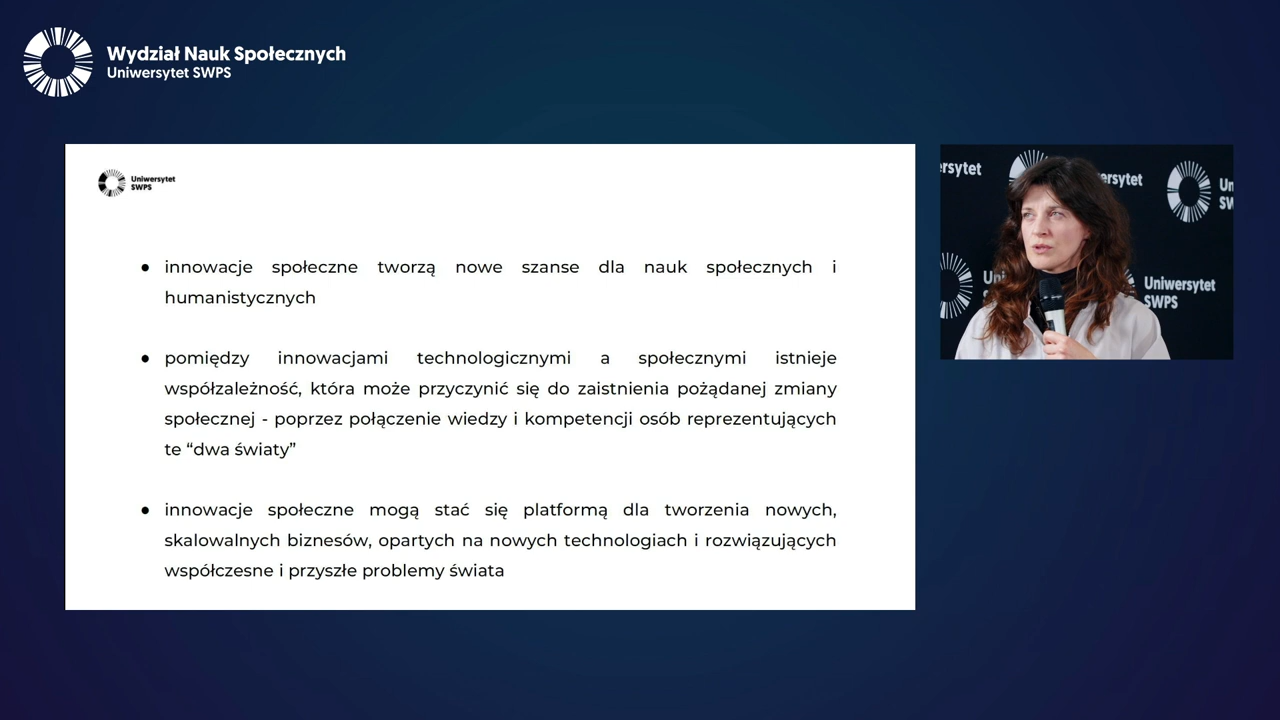 Wydział Nauk Społecznych
Uniwersytet SWPS
Uniwersytet
SWPS
● innowacje społeczne tworzą nowe szanse dla nauk społecznych i
humanistycznych
● pomiędzy innowacjami technologicznymi a społecznymi istnieje
współzależność, która może przyczynić się do zaistnienia pożądanej zmiany
społecznej - poprzez połączenie wiedzy i kompetencji osób reprezentujących
te “dwa światy”
● innowacje społeczne mogą stać się platformą dla tworzenia nowych,
skalowalnych biznesów, opartych na nowych technologiach i rozwiązujących
współczesne i przyszłe problemy świata
Uniwersytet
SWPS